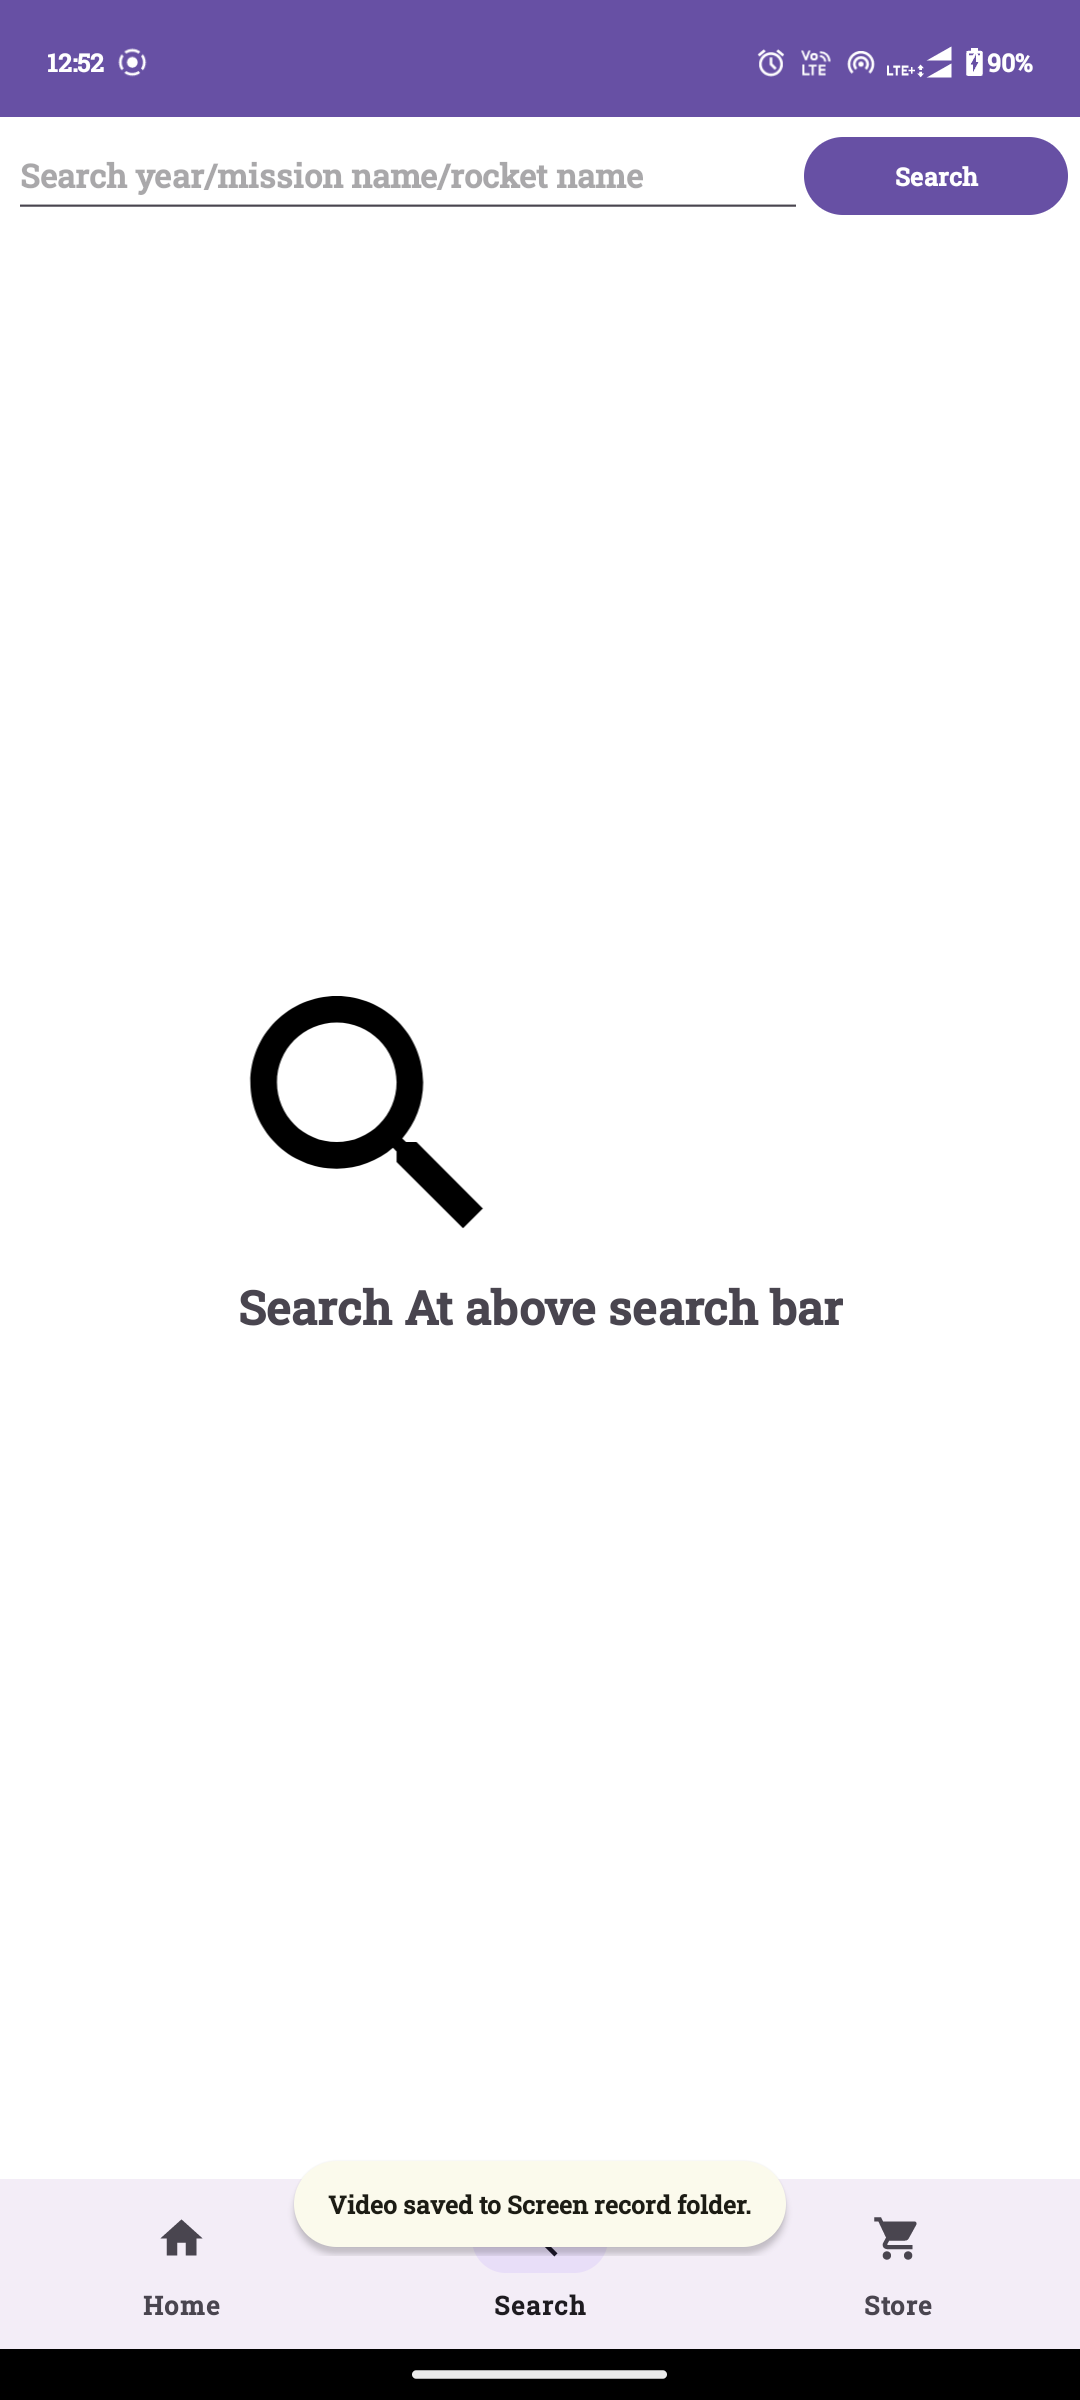 12:52 Vo LTE LTE+ 90%
Search year/mission name/rocket name Search
Search At above search bar
Video saved to Screen record folder.
Home Search Store